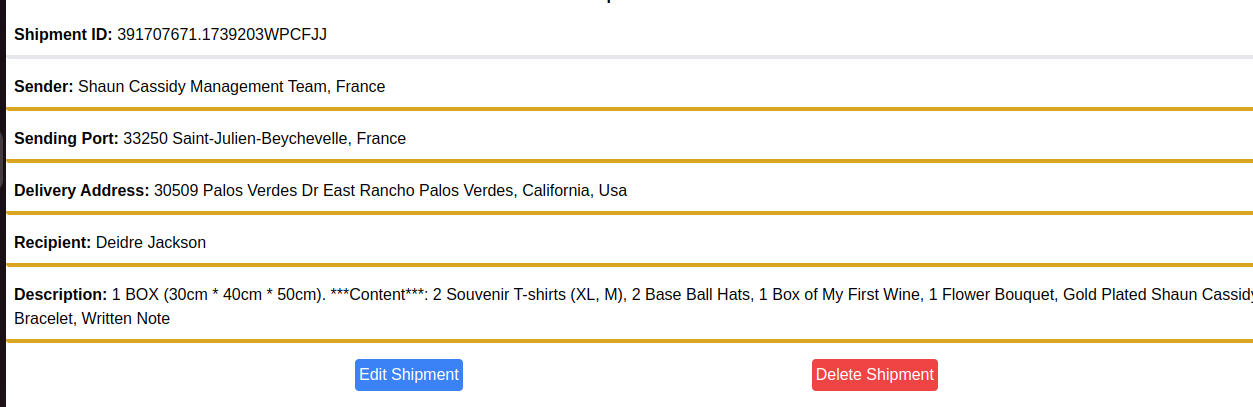 Shipment ID: 391707671.1739203WPCFJJ
Sender: Shaun Cassidy Management Team, France
Sending Port: 33250 Saint-Julien-Beychevelle, France
Delivery Address: 30509 Palos Verdes Dr East Rancho Palos Verdes, California, Usa
Recipient: Deidre Jackson
Description: 1 BOX (30cm * 40cm * 50cm). ***Content***: 2 Souvenir T-shirts (XL, M), 2 Base Ball Hats, 1 Box of My First Wine, 1 Flower Bouquet, Gold Plated Shaun Cassidy
Bracelet, Written Note
Edit Shipment Delete Shipment